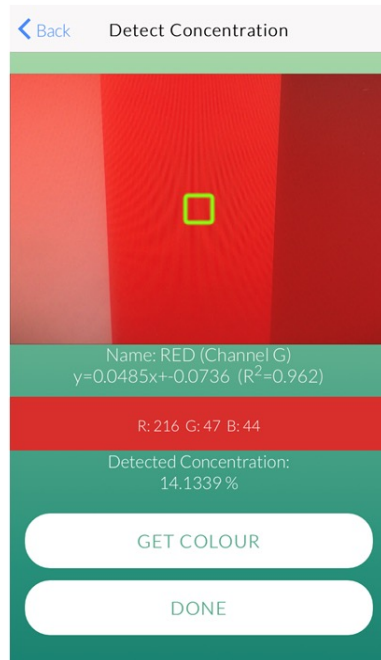 Back
Detect Concentration
Name: RED (Channel G)
y=0.0485x+-0.0736 (R²=0.962)
R: 216 G: 47 B: 44
Detected Concentration:
14.1339 %
GET COLOUR
DONE